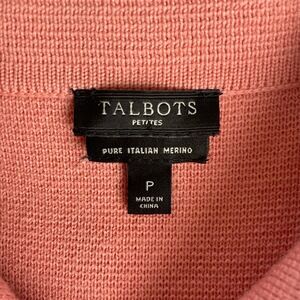 TALBOTS
PETITES
PURE ITALIAN MERINO
P
MADE IN
CHINA